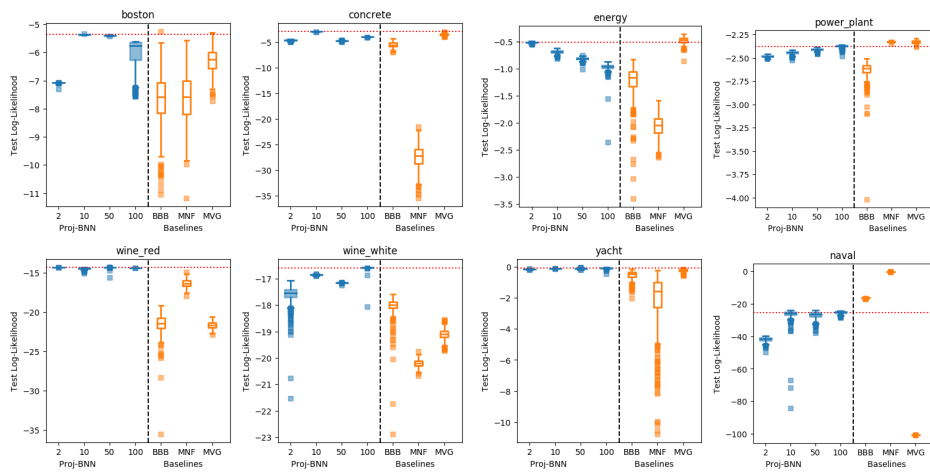 boston
Test Log-Likelihood
−5
−6
−7
−8
−9
−10
−11
2 10 50 100 BBB MNF MVG
Proj-BNN Baselines
concrete
Test Log-Likelihood
−5
−10
−15
−20
−25
−30
−35
2 10 50 100 BBB MNF MVG
Proj-BNN Baselines
energy
Test Log-Likelihood
−0.5
−1.0
−1.5
−2.0
−2.5
−3.0
−3.5
2 10 50 100 BBB MNF MVG
Proj-BNN Baselines
power_plant
Test Log-Likelihood
−2.25
−2.50
−2.75
−3.00
−3.25
−3.50
−3.75
−4.00
2 10 50 100 BBB MNF MVG
Proj-BNN Baselines
wine_red
Test Log-Likelihood
−15
−20
−25
−30
−35
2 10 50 100 BBB MNF MVG
Proj-BNN Baselines
wine_white
Test Log-Likelihood
−17
−18
−19
−20
−21
−22
−23
2 10 50 100 BBB MNF MVG
Proj-BNN Baselines
yacht
Test Log-Likelihood
0
−2
−4
−6
−8
−10
2 10 50 100 BBB MNF MVG
Proj-BNN Baselines
naval
Test Log-Likelihood
0
−20
−40
−60
−80
−100
2 10 50 100 BBB MNF MVG
Proj-BNN Baselines